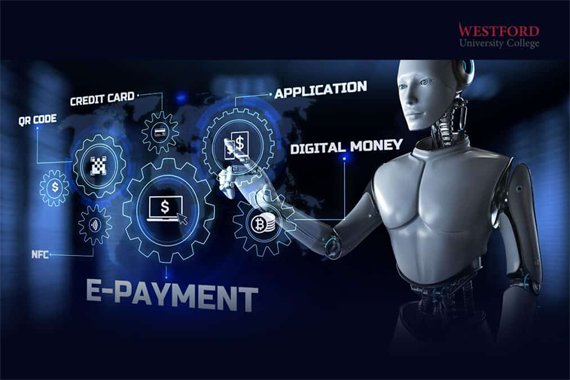 WESTFORD
University College
CREDIT CARD
APPLICATION
QR CODE
DIGITAL MONEY
$
$
$
NFC
E-PAYMENT